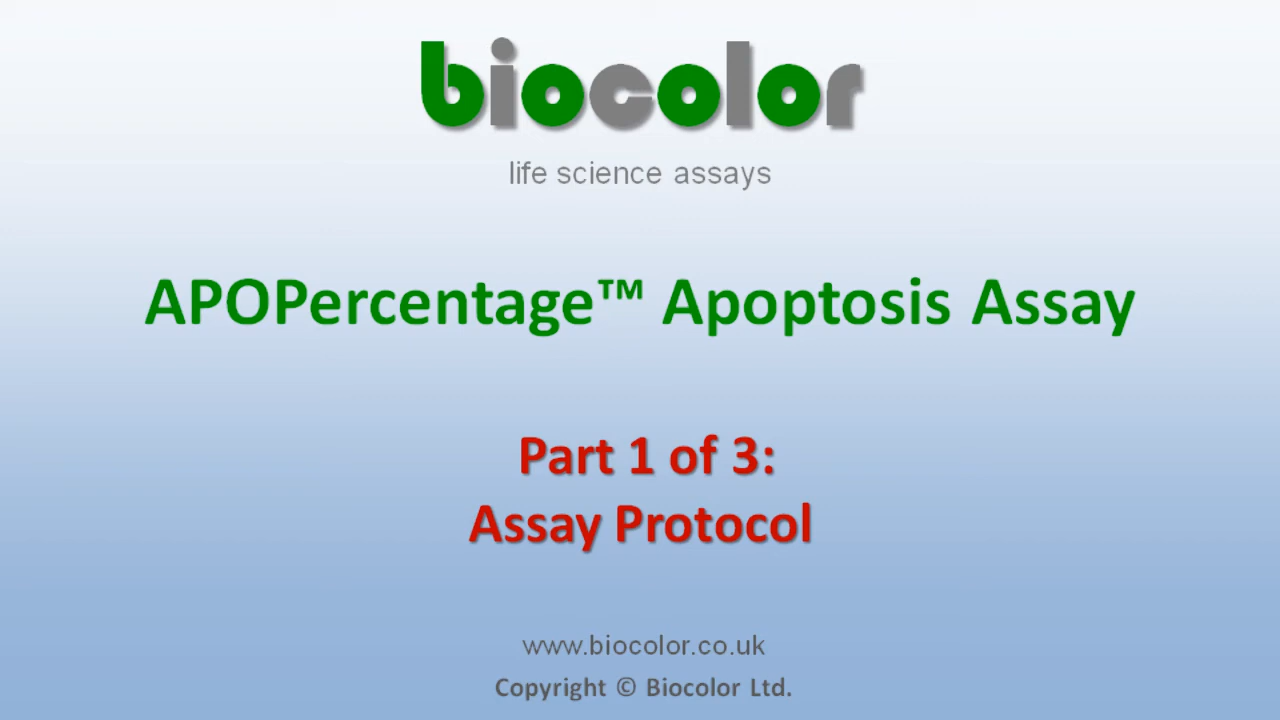 biocolor
life science assays
APOPercentage™ Apoptosis Assay
Part 1 of 3:
Assay Protocol
www.biocolor.co.uk
Copyright © Biocolor Ltd.